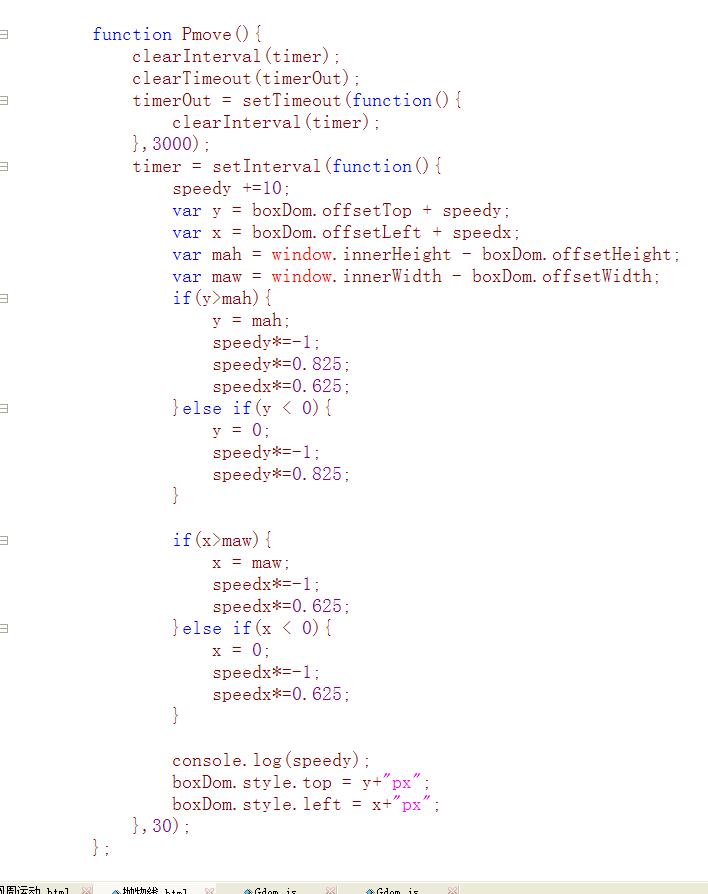 function Pmove(){
clearInterval(timer);
clearTimeout(timerOut);
timerOut = setTimeout(function(){
clearInterval(timer);
},3000);
timer = setInterval(function(){
speedy +=10;
var y = boxDom.offsetTop + speedy;
var x = boxDom.offsetLeft + speedx;
var mah = window.innerHeight - boxDom.offsetHeight;
var maw = window.innerWidth - boxDom.offsetWidth;
if(y>mah){
y = mah;
speedy*=-1;
speedy*=0.825;
speedx*=0.625;
}else if(y < 0){
y = 0;
speedy*=-1;
speedy*=0.825;
}
if(x>maw){
x = maw;
speedx*=-1;
speedx*=0.625;
}else if(x < 0){
x = 0;
speedx*=-1;
speedx*=0.625;
}
console.log(speedy);
boxDom.style.top = y+"px";
boxDom.style.left = x+"px";
},30);
};
周运动.html 抛物线.html Gdom.js Gdom.js